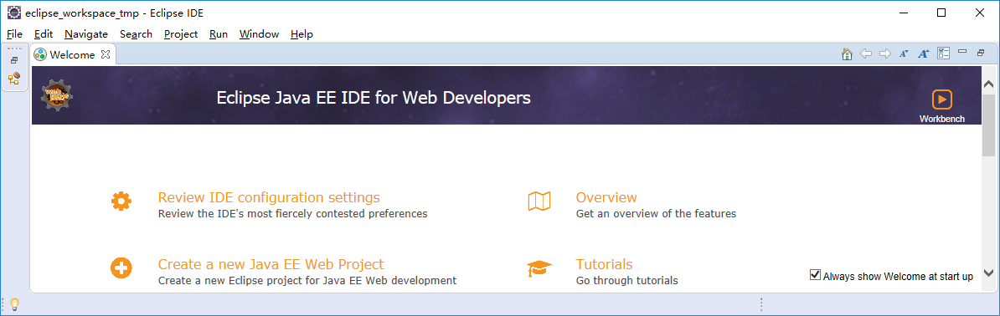 eclipse_workspace_tmp - Eclipse IDE
File Edit Navigate Search Project Run Window Help
Welcome
Eclipse Java EE IDE for Web Developers
Workbench
Review IDE configuration settings
Review the IDE's most fiercely contested preferences
Overview
Get an overview of the features
Create a new Java EE Web Project
Create a new Eclipse project for Java EE Web development
Tutorials
Go through tutorials
Always show Welcome at start up